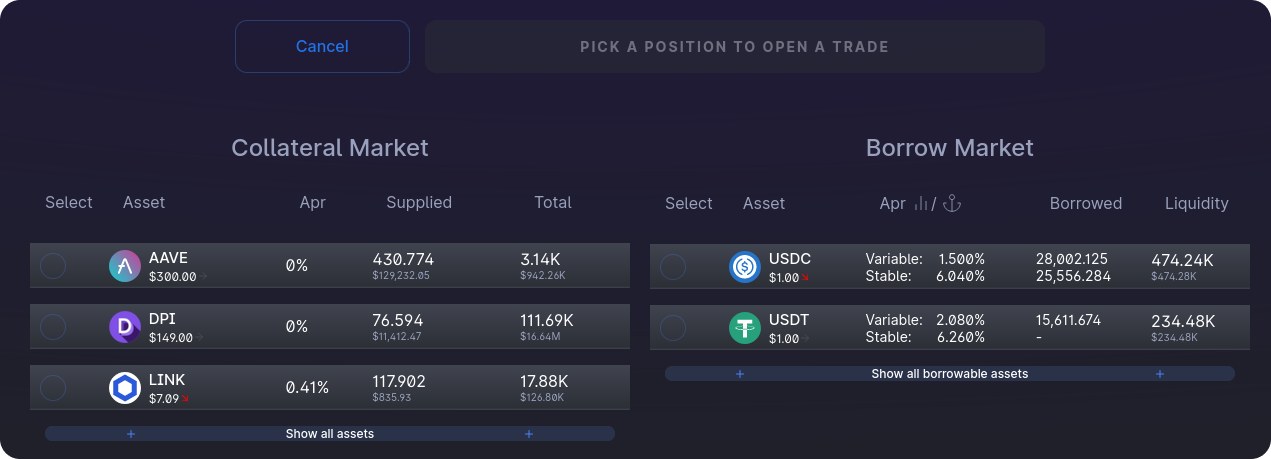 Cancel
PICK A POSITION TO OPEN A TRADE
Collateral Market
Select Asset Apr Supplied Total
AAVE 0% 430.774 3.14K
$300.00 $129,232.05 $942.26K
DPI 0% 76.594 111.69K
$149.00 $11,412.47 $16.64M
LINK 0.41% 117.902 17.88K
$7.09 $835.93 $126.80K
+ Show all assets +
Borrow Market
Select Asset Apr / Borrowed Liquidity
USDC Variable: 1.500% 28,002.125 474.24K
$1.00 Stable: 6.040% 25,556.284 $474.28K
USDT Variable: 2.080% 15,611.674 234.48K
$1.00 Stable: 6.260% - $234.48K
+ Show all borrowable assets +